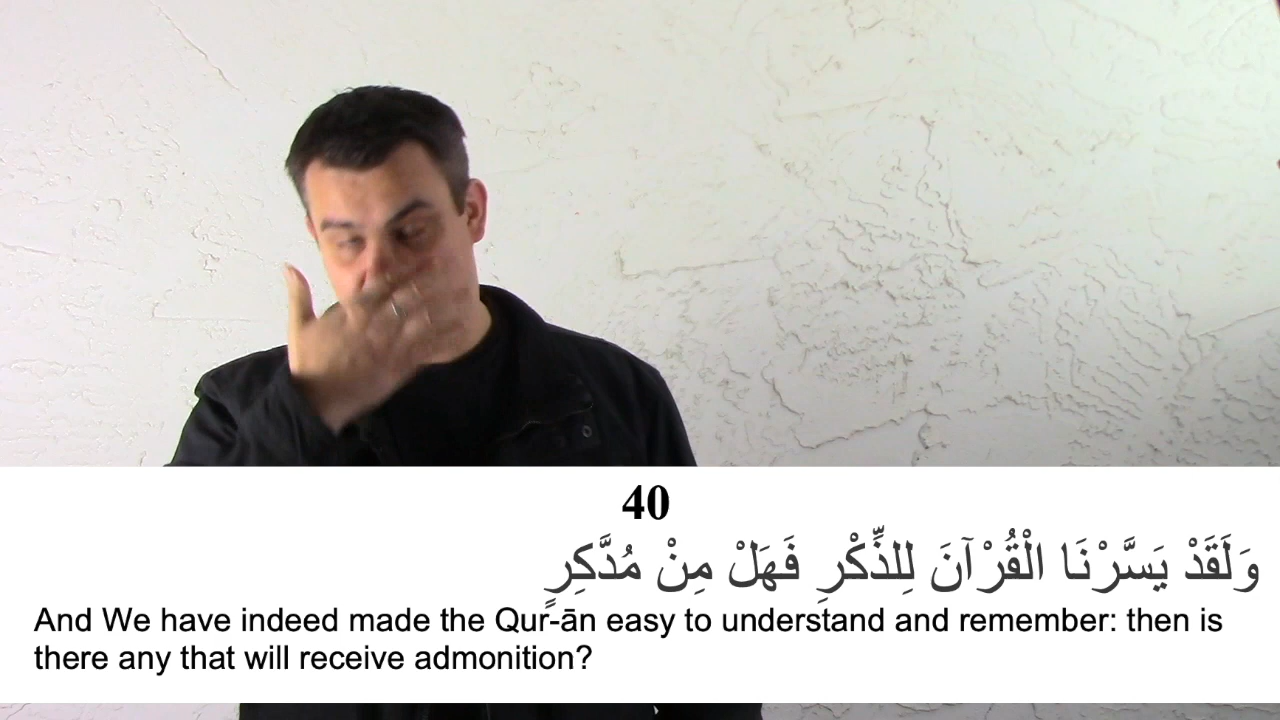 40
وَلَقَدْ يَسَّرْنَا الْقُرْآنَ لِلذِّكْرِ فَهَلْ مِنْ مُدَّكِرٍ
And We have indeed made the Qur-ān easy to understand and remember: then is
there any that will receive admonition?